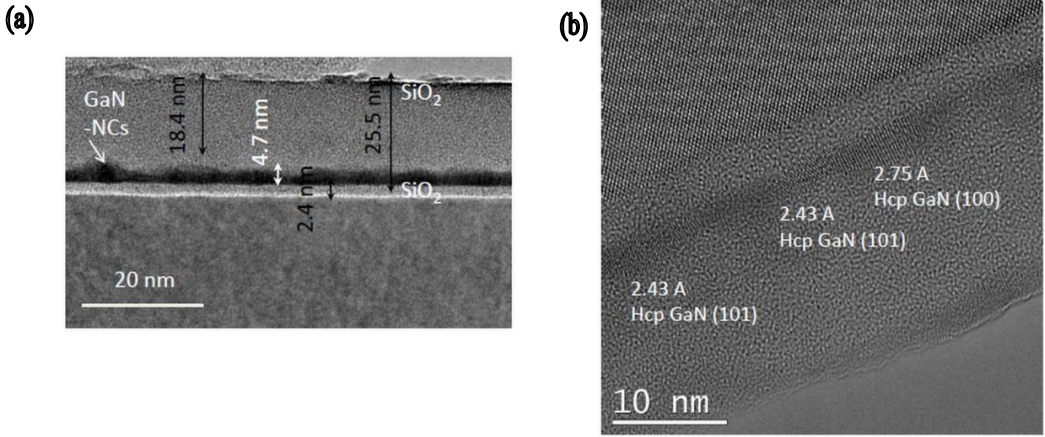 (a)
GaN
-NCs
18.4 nm
4.7 nm
2.4 nm
25.5 nm
SiO₂
SiO₂
20 nm
(b)
2.75 A
Hcp GaN (100)
2.43 A
Hcp GaN (101)
2.43 A
Hcp GaN (101)
10 nm